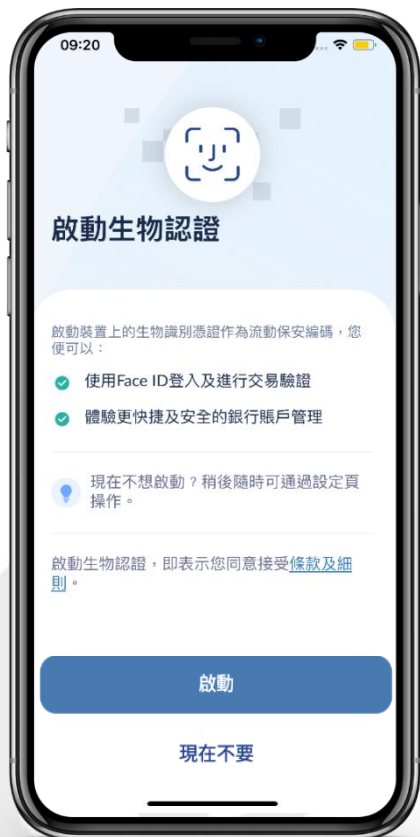 09:20
啟動生物認證
啟動裝置上的生物識別憑證作為流動保安編碼，您
便可以：
使用Face ID登入及進行交易驗證
體驗更快捷及安全的銀行賬戶管理
現在不想啟動？稍後隨時可通過設定頁
操作。
啟動生物認證，即表示您同意接受條款及細
則。
啟動
現在不要